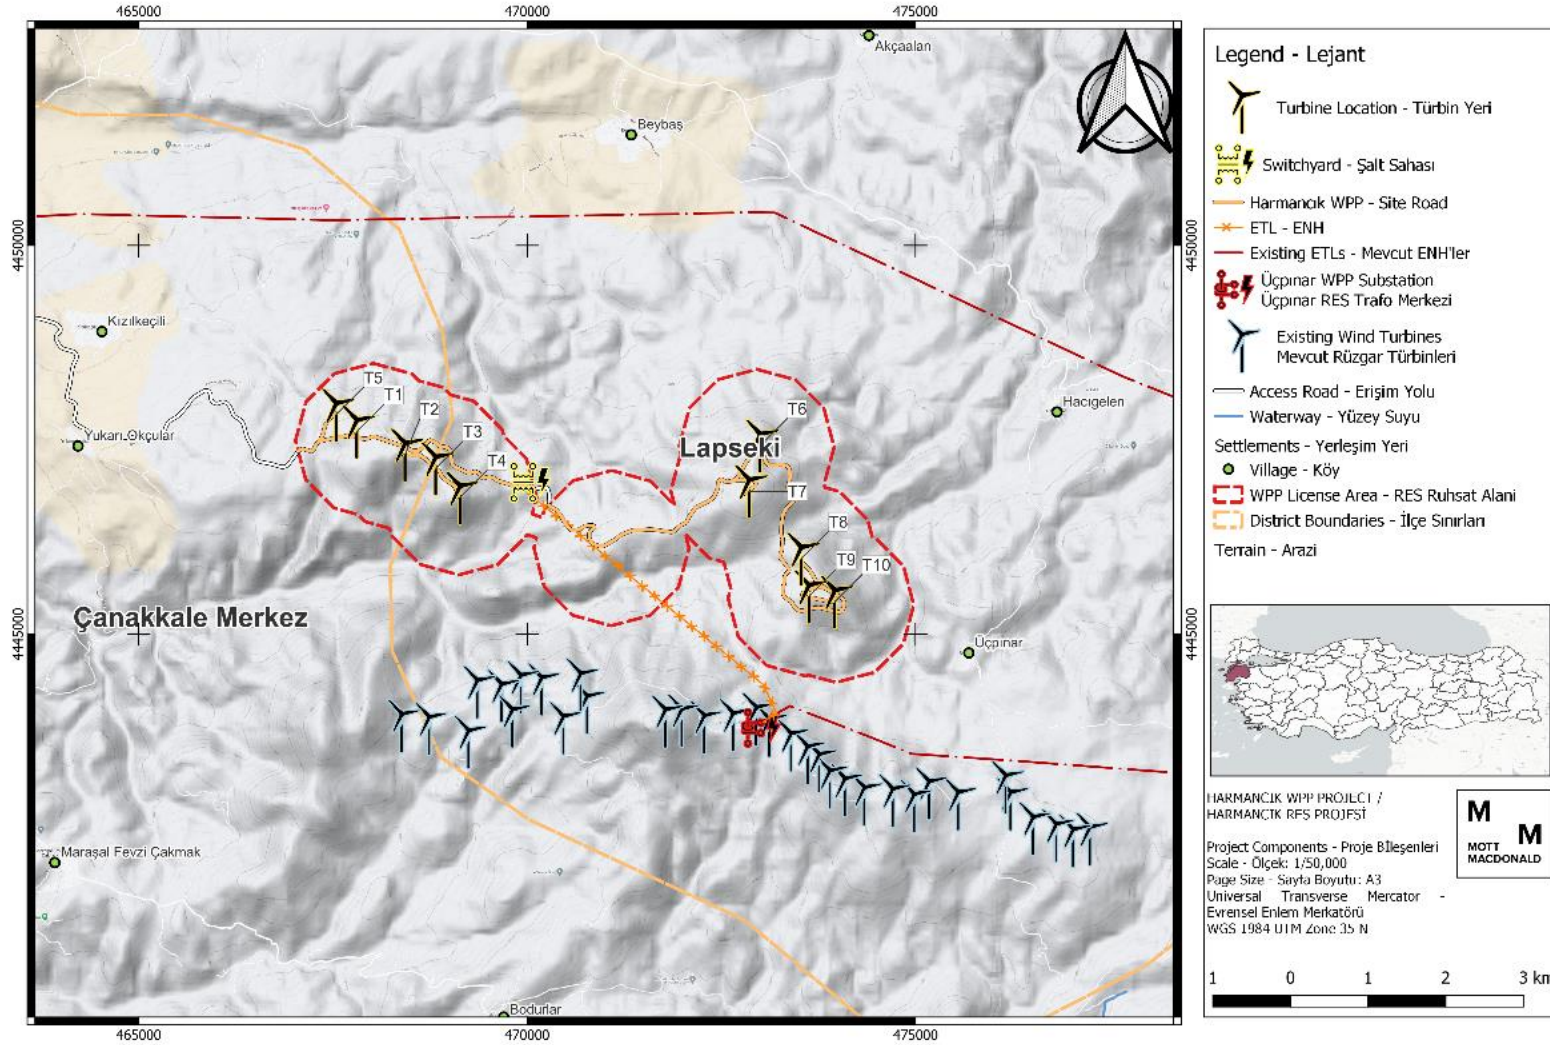 465000
470000
475000
Akçaalan
Beybaş
4450000
4450000
Kızılkeçili
T5
T1
T6
Hacıgelen
T2
Yukarı Okçular
T3
Lapseki
T4
T7
T8
T9
T10
Çanakkale Merkez
4445000
4445000
Üçpınar
Maraşal Fevzi Çakmak
Bodurlar
465000
470000
475000
Legend - Lejant
Turbine Location - Türbin Yeri
Switchyard - Şalt Sahası
Harmancık WPP - Site Road
ETL - ENH
Existing ETLs - Mevcut ENH'ler
Üçpınar WPP Substation
Üçpınar RES Trafo Merkezi
Existing Wind Turbines
Mevcut Rüzgar Türbinleri
Access Road - Erişim Yolu
Waterway - Yüzey Suyu
Settlements - Yerleşim Yeri
Village - Köy
WPP License Area - RES Ruhsat Alani
District Boundaries - İlçe Sınırları
Terrain - Arazi
HARMANCIK WPP PROJECT /
HARMANCIK RES PROJESİ
M
M
MOTT
MACDONALD
Project Components - Proje Bileşenleri
Scale - Ölçek: 1/50,000
Page Size - Sayfa Boyutu: A3
Universal Transverse Mercator -
Evrensel Enlem Merkatörü
WGS 1984 UTM Zone 35 N
1 0 1 2 3 km